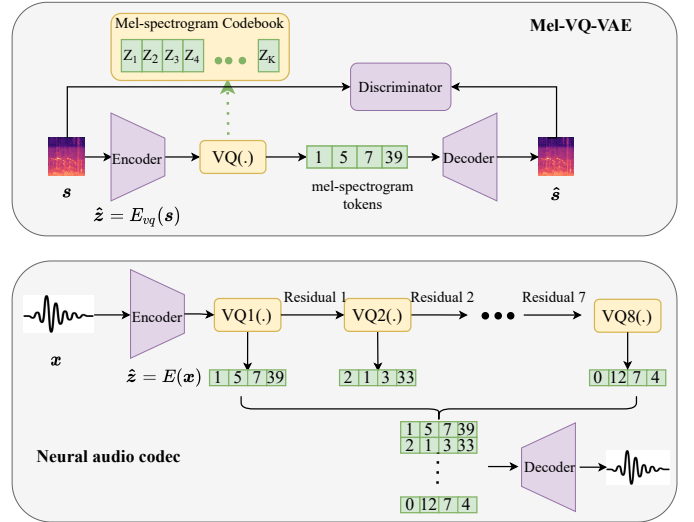 Mel-spectrogram Codebook
Mel-VQ-VAE
Z1 Z2 Z3 Z4 ZK
Discriminator
Encoder
VQ(.)
1 5 7 39
Decoder
s
mel-spectrogram
tokens
ŝ
ẑ = Evq(s)
Encoder
VQ1(.)
Residual 1
VQ2(.)
Residual 2
Residual 7
VQ8(.)
x
ẑ = E(x)
1 5 7 39
2 1 3 33
0 12 7 4
1 5 7 39
2 1 3 33
Neural audio codec
Decoder
0 12 7 4